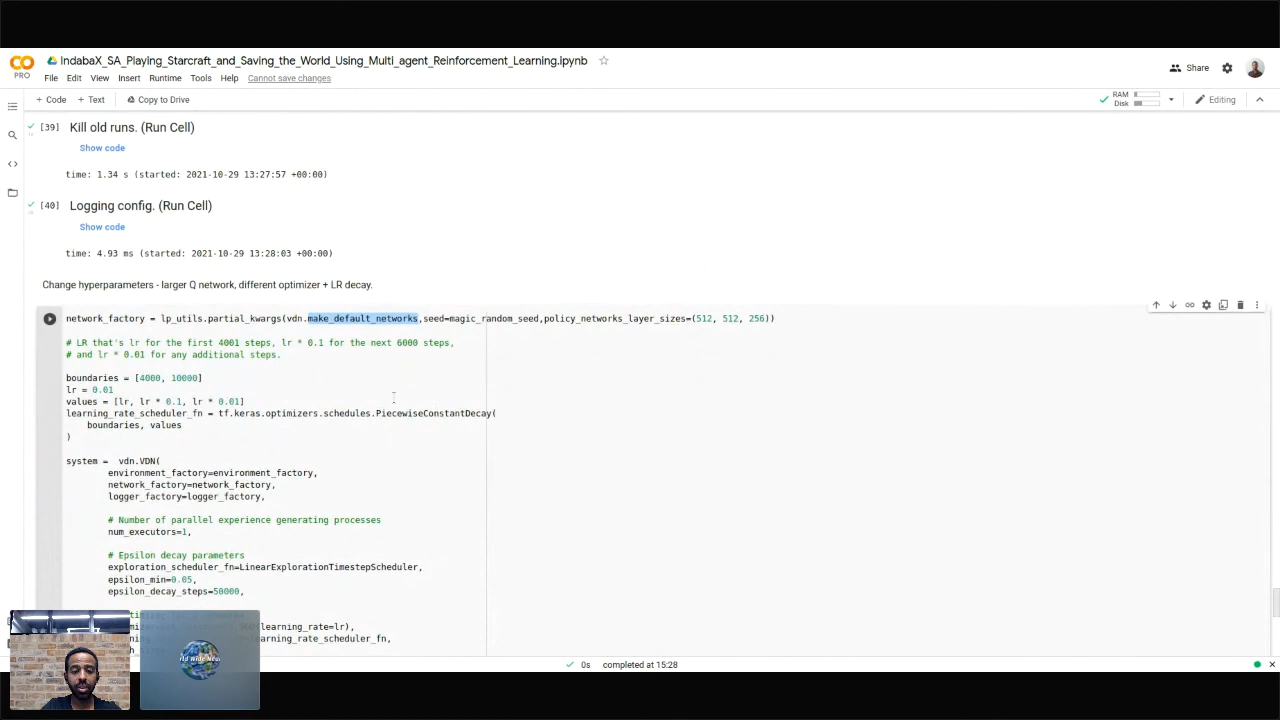 IndabaX_SA_Playing_Starcraft_and_Saving_the_World_Using_Multi_agent_Reinforcement_Learning.ipynb
PRO
File Edit View Insert Runtime Tools Help Cannot save changes
Share
+ Code + Text Copy to Drive
RAM
Disk
Editing
[39] Kill old runs. (Run Cell)
Show code
time: 1.34 s (started: 2021-10-29 13:27:57 +00:00)
[40] Logging config. (Run Cell)
Show code
time: 4.93 ms (started: 2021-10-29 13:28:03 +00:00)
Change hyperparameters - larger Q network, different optimizer + LR decay.
network_factory = lp_utils.partial_kwargs(vdn.make_default_networks,seed=magic_random_seed,policy_networks_layer_sizes=(512, 512, 256))
# LR that's lr for the first 4001 steps, lr * 0.1 for the next 6000 steps,
# and lr * 0.01 for any additional steps.
boundaries = [4000, 10000]
lr = 0.01
values = [lr, lr * 0.1, lr * 0.01]
learning_rate_scheduler_fn = tf.keras.optimizers.schedules.PiecewiseConstantDecay(
boundaries, values
)
system = vdn.VDN(
environment_factory=environment_factory,
network_factory=network_factory,
logger_factory=logger_factory,
# Number of parallel experience generating processes
num_executors=1,
# Epsilon decay parameters
exploration_scheduler_fn=LinearExplorationTimestepScheduler,
epsilon_min=0.05,
epsilon_decay_steps=50000,
(learning_rate=lr),
learning_rate_scheduler_fn,
0s completed at 15:28